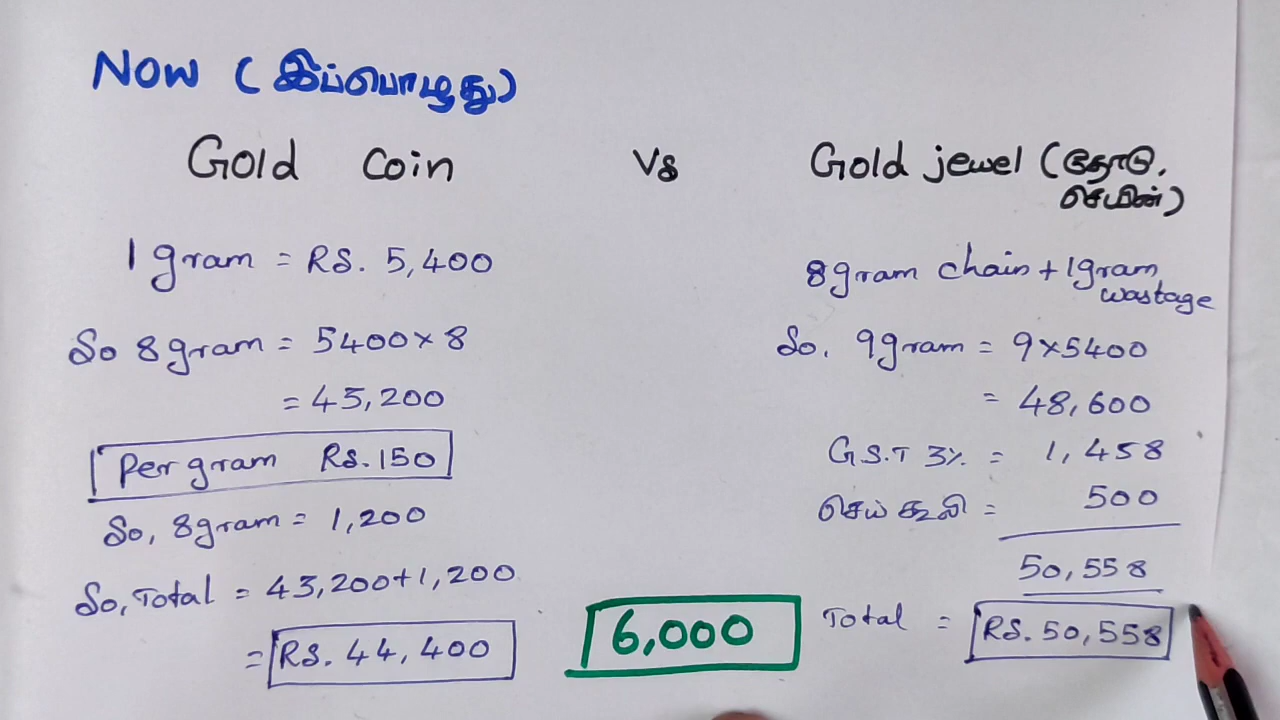 Now (இப்பொழுது)
Gold coin Vs Gold jewel (தோடு,
செயின்)
1 gram = RS. 5,400
So 8 gram = 5400 x 8
= 43,200
Per gram RS. 150
So, 8 gram = 1,200
So, Total = 43,200+1,200
= RS. 44,400
6,000
8 gram chain + 1 gram
wastage
So, 9 gram = 9 x 5400
= 48,600
G.S.T 3% = 1,458
செய் கூலி = 500
50,558
Total = RS. 50,558